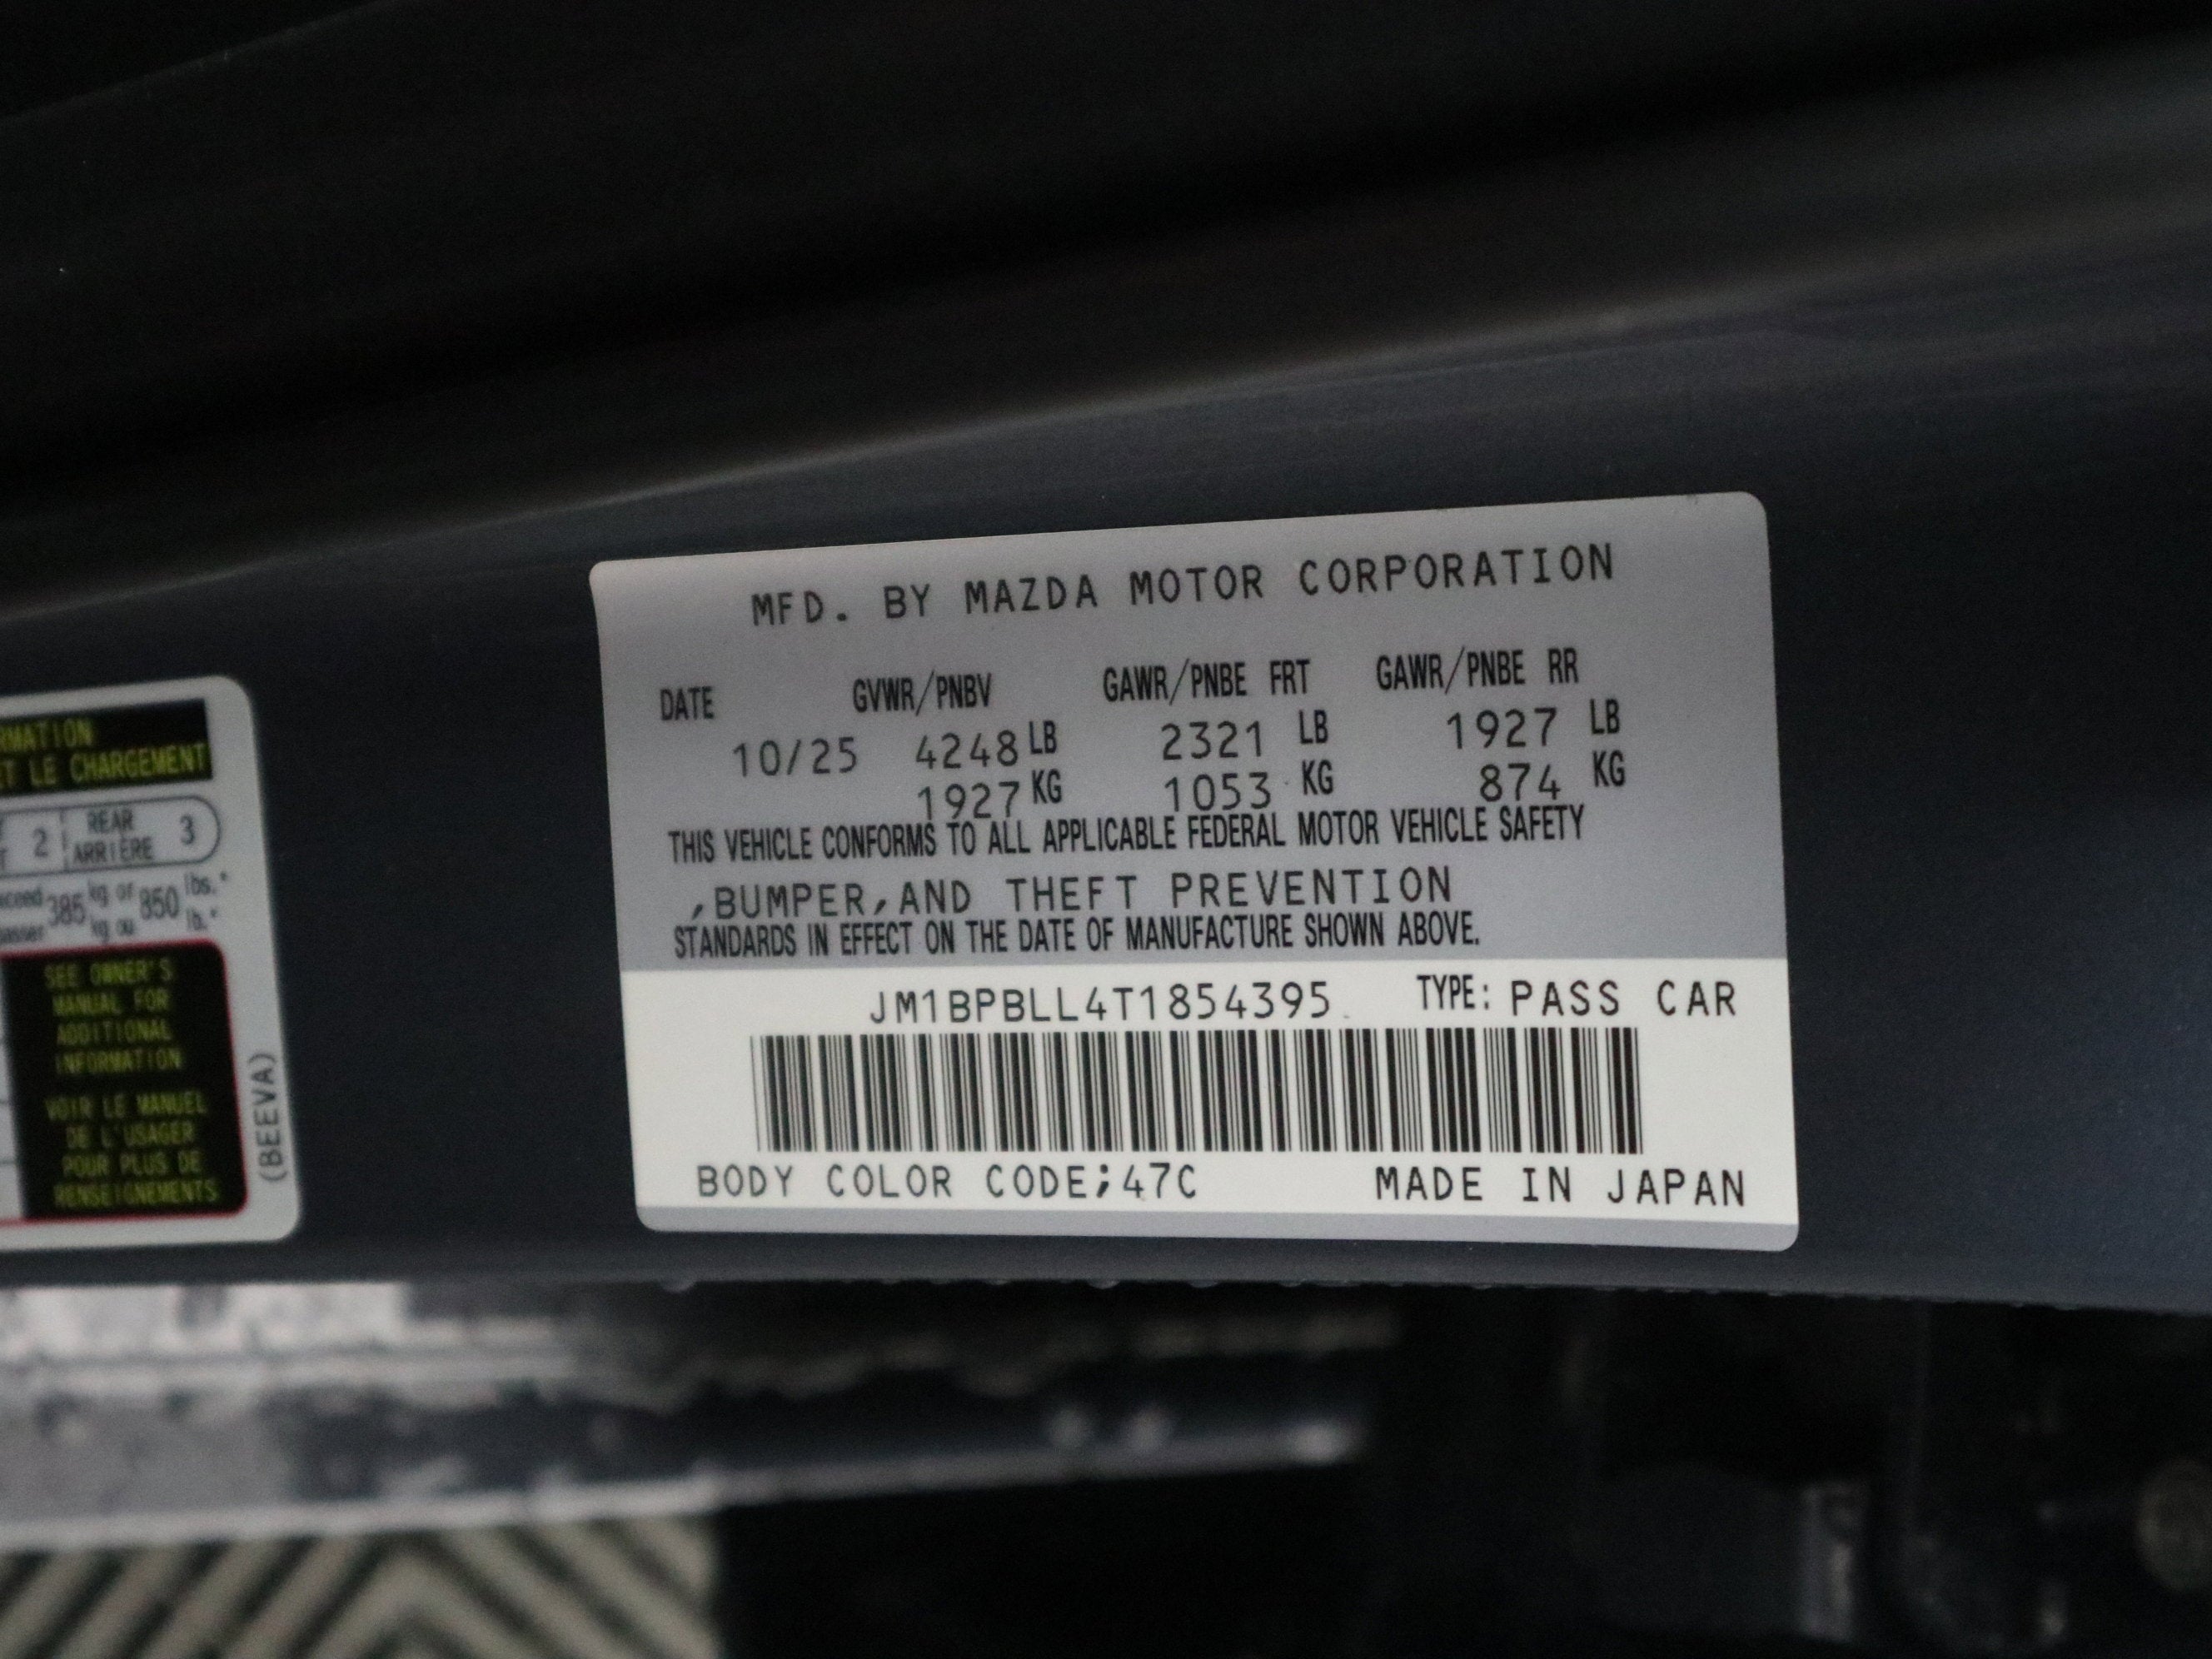 MFD. BY MAZDA MOTOR CORPORATION
DATE GVWR/PNBV GAWR/PNBE FRT GAWR/PNBE RR
10/25 4248 LB 2321 LB 1927 LB
1927 KG 1053 KG 874 KG
THIS VEHICLE CONFORMS TO ALL APPLICABLE FEDERAL MOTOR VEHICLE SAFETY
,BUMPER,AND THEFT PREVENTION
STANDARDS IN EFFECT ON THE DATE OF MANUFACTURE SHOWN ABOVE.
JM1BPBLL4T1854395 TYPE: PASS CAR
BODY COLOR CODE;47C MADE IN JAPAN
LE CHARGEMENT
2 REAR 3
ARRIÈRE
385 kg or 850 lbs.*
kg ou lb.*
SEE OWNER'S
MANUAL FOR
ADDITIONAL
INFORMATION
VOIR LE MANUEL
DE L'USAGER
POUR PLUS DE
RENSEIGNEMENTS
(BEEVA)